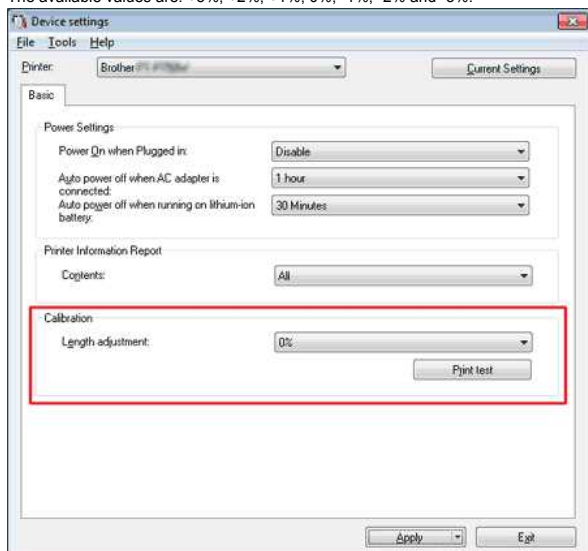 Device settings
File Tools Help
Printer: Brother
Current Settings
Basic
Power Settings
Power On when Plugged in: Disable
Auto power off when AC adapter is
connected:
1 hour
Auto power off when running on lithium-ion
battery:
30 Minutes
Printer Information Report
Contents: All
Calibration
Length adjustment: 0%
Print test
Apply Exit